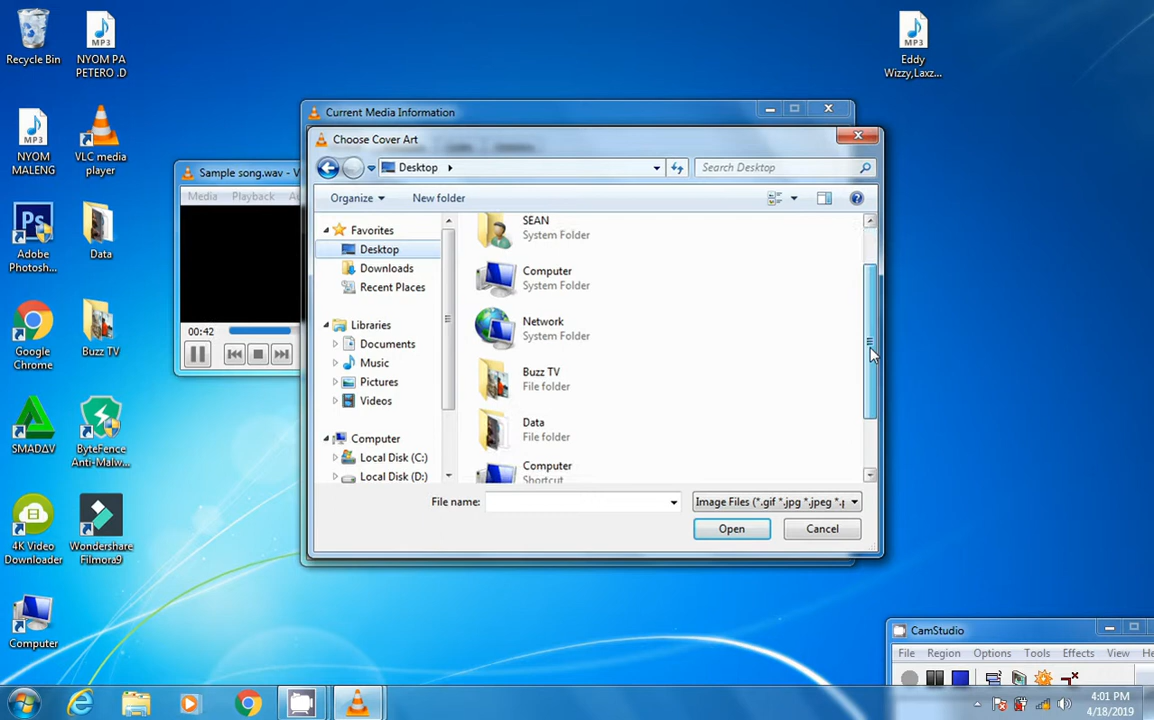 Recycle Bin
NYOM PA PETERO .D
MP3
Eddy Wizzy,Laxz...
MP3
NYOM MALENG
MP3
VLC media player
Adobe Photosh...
Ps
Data
Google Chrome
Buzz TV
SMADΔV
ByteFence Anti-Malw...
4K Video Downloader
Wondershare Filmora9
Computer
Sample song.wav - V
Media Playback A
00:42
Current Media Information
Choose Cover Art
Desktop
Search Desktop
Organize
New folder
Favorites
Desktop
Downloads
Recent Places
Libraries
Documents
Music
Pictures
Videos
Computer
Local Disk (C:)
Local Disk (D:)
SEAN
System Folder
Computer
System Folder
Network
System Folder
Buzz TV
File folder
Data
File folder
Computer
Shortcut
File name:
Image Files (*.gif *.jpg *.jpeg *.p
Open
Cancel
CamStudio
File Region Options Tools Effects View He
4:01 PM
4/18/2019